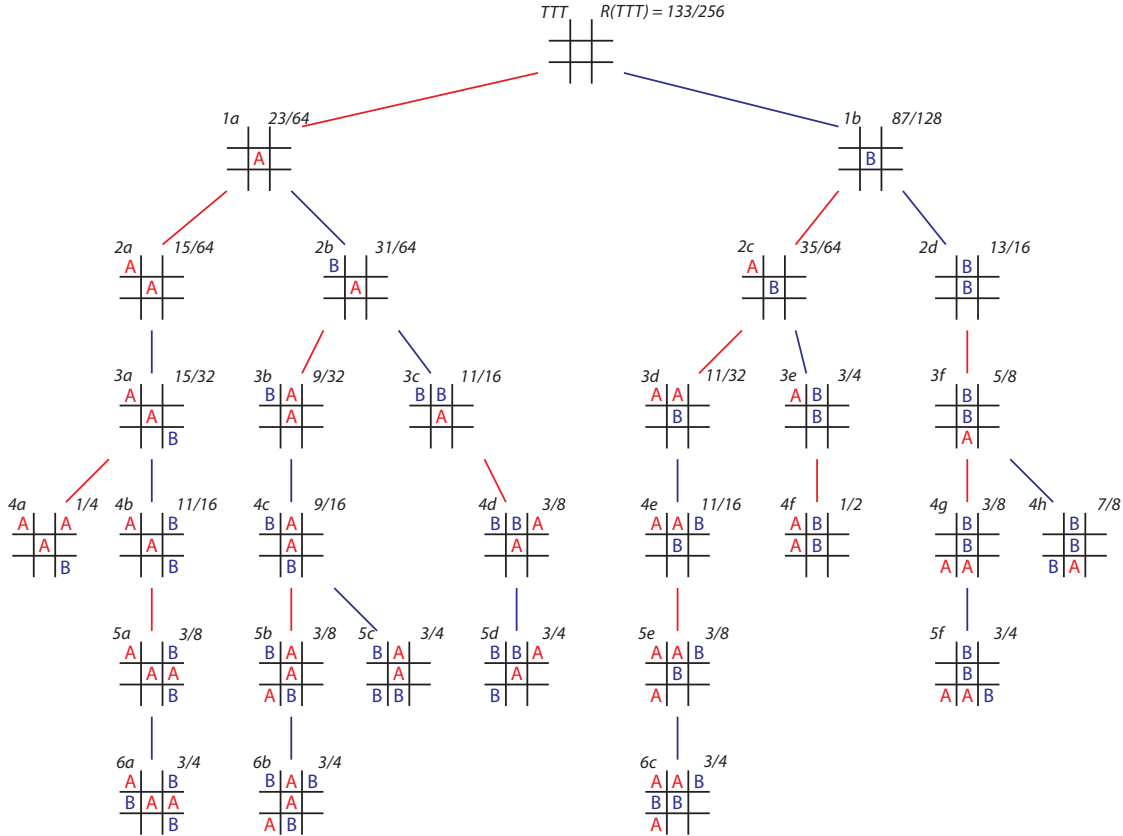 TTT R(TTT) = 133/256
1a 23/64 1b 87/128
A B
2a 15/64 2b 31/64 2c 35/64 2d 13/16
A B A B
A A B B
3a 15/32 3b 9/32 3c 11/16 3d 11/32 3e 3/4 3f 5/8
A B A B B A A A B B
A A A B B B
B A
4a 1/4 4b 11/16 4c 9/16 4d 3/8 4e 11/16 4f 1/2 4g 3/8 4h 7/8
A A A B B A B B A A A B A B B B
A A A A B A B B B
B B B A A B A
5a 3/8 5b 3/8 5c 3/4 5d 3/4 5e 3/8 5f 3/4
A B B A B A B B A A A B B
A A A A A B B
B A B B B B A A A B
6a 3/4 6b 3/4 6c 3/4
A B B A B A A B
B A A A B B
B A B A